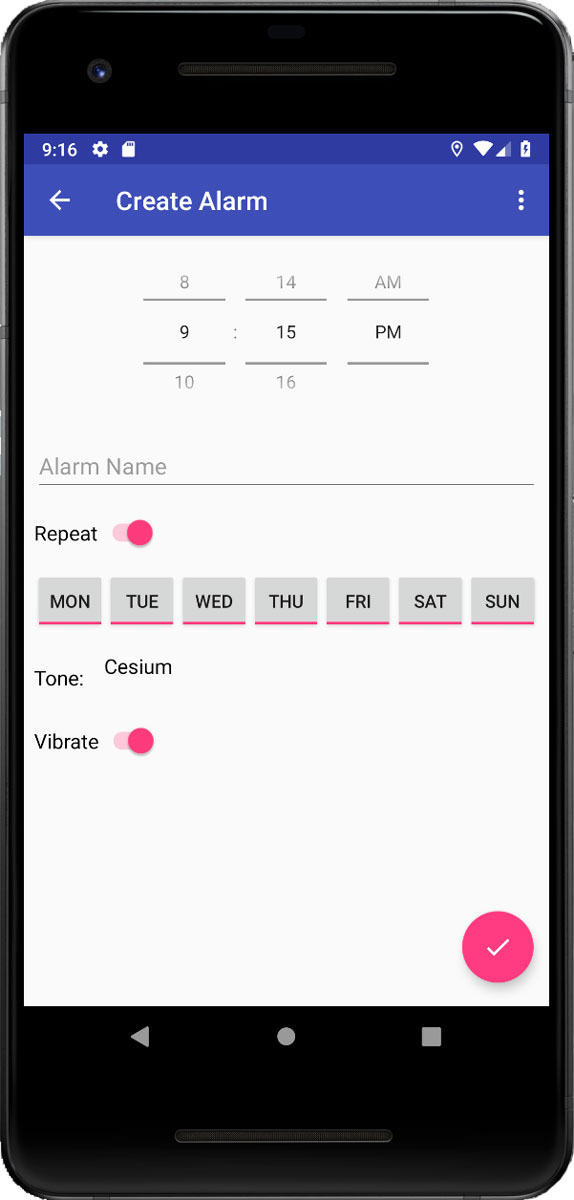 9:16
Create Alarm
8 14 AM
9 : 15 PM
10 16
Alarm Name
Repeat
MON TUE WED THU FRI SAT SUN
Tone: Cesium
Vibrate